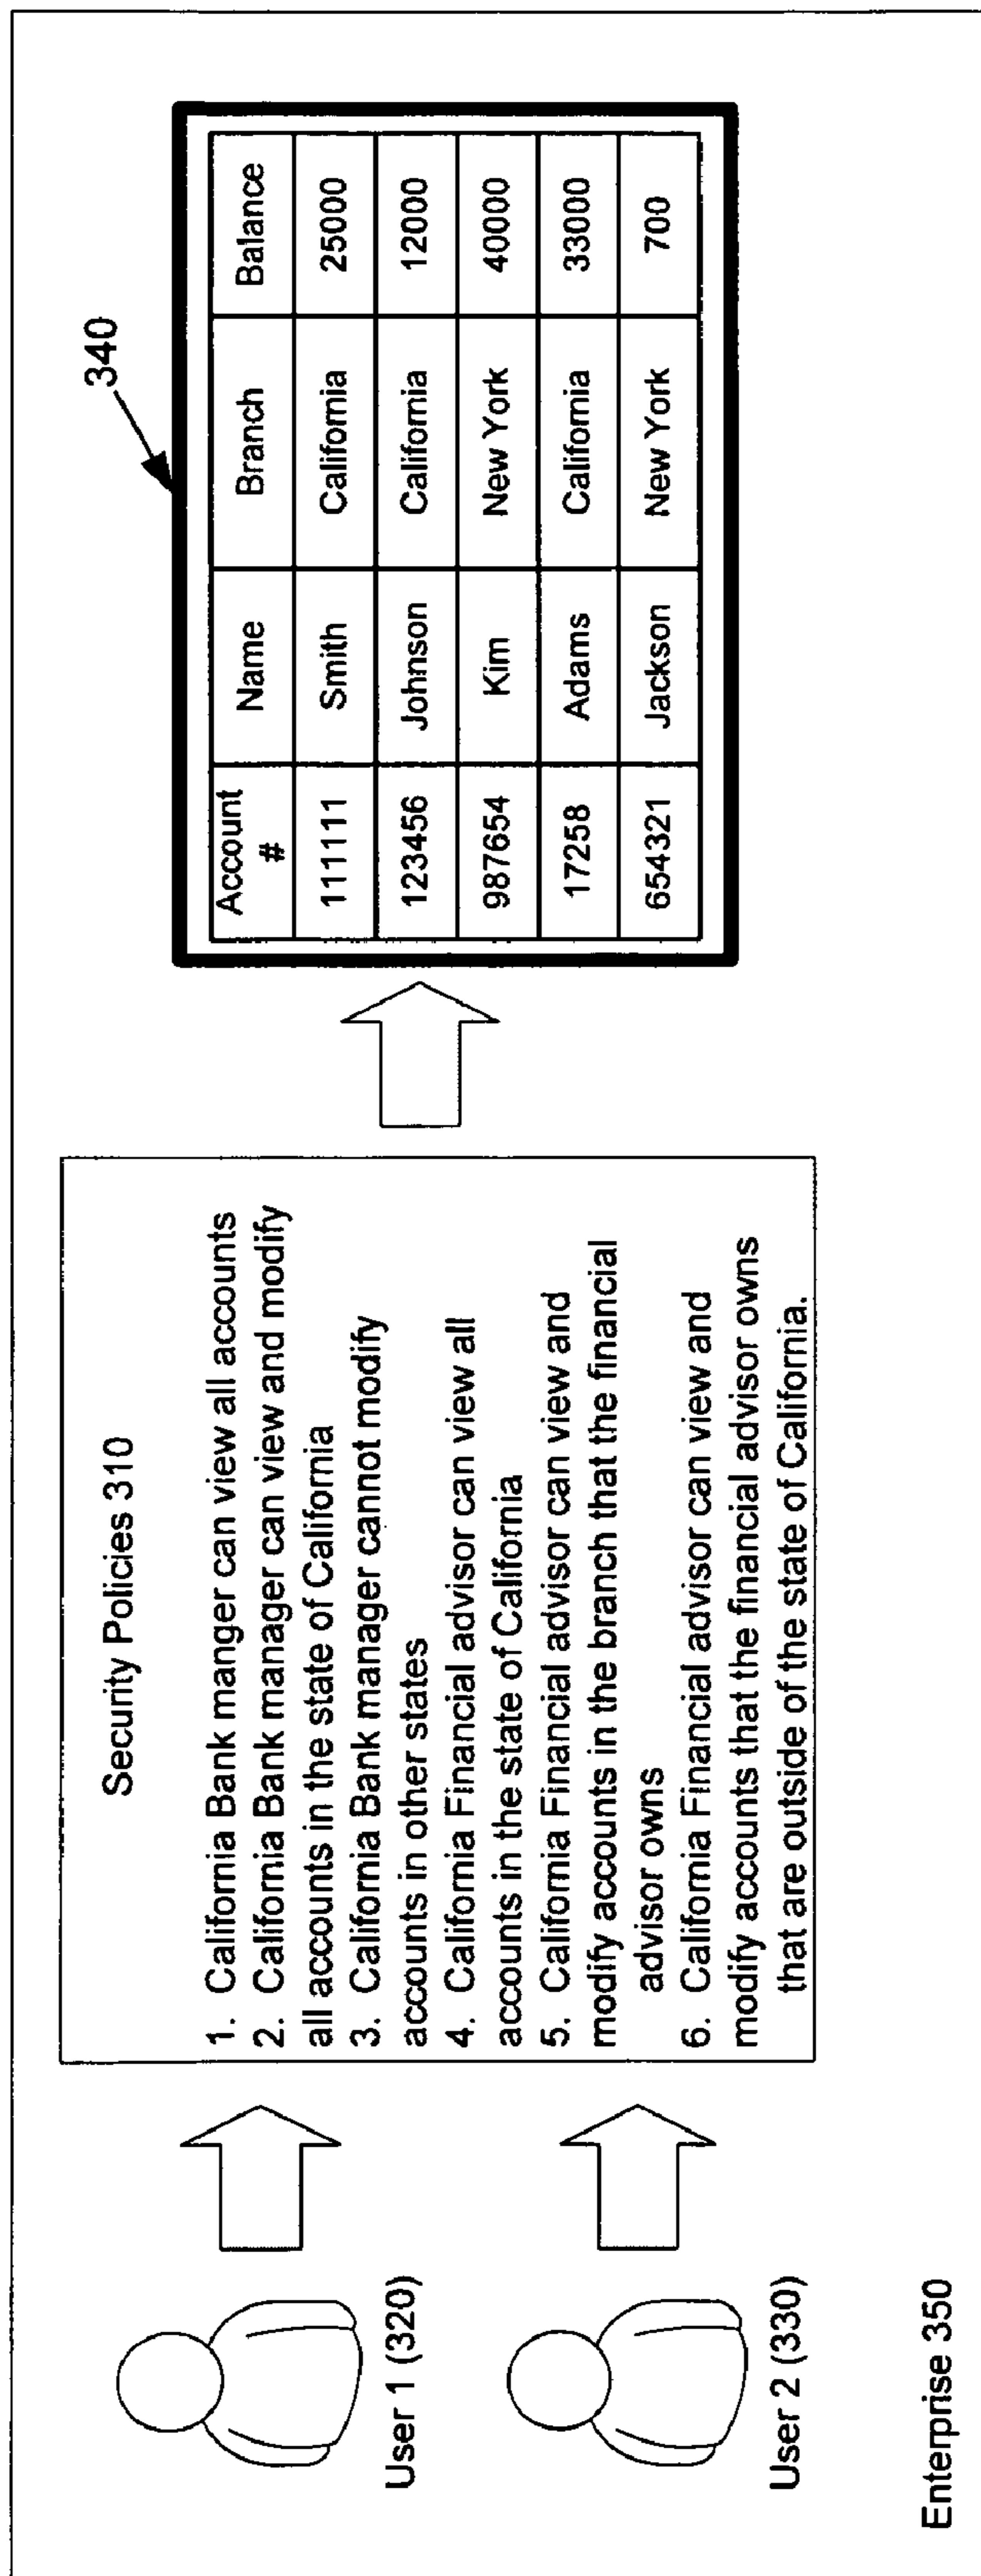 Security Policies 310
1. California Bank manger can view all accounts
2. California Bank manager can view and modify
all accounts in the state of California
3. California Bank manager cannot modify
accounts in other states
4. California Financial advisor can view all
accounts in the state of California
5. California Financial advisor can view and
modify accounts in the branch that the financial
advisor owns
6. California Financial advisor can view and
modify accounts that the financial advisor owns
that are outside of the state of California.
User 1 (320)
User 2 (330)
Enterprise 350
340
Account # Name Branch Balance
111111 Smith California 25000
123456 Johnson California 12000
987654 Kim New York 40000
17258 Adams California 33000
654321 Jackson New York 700